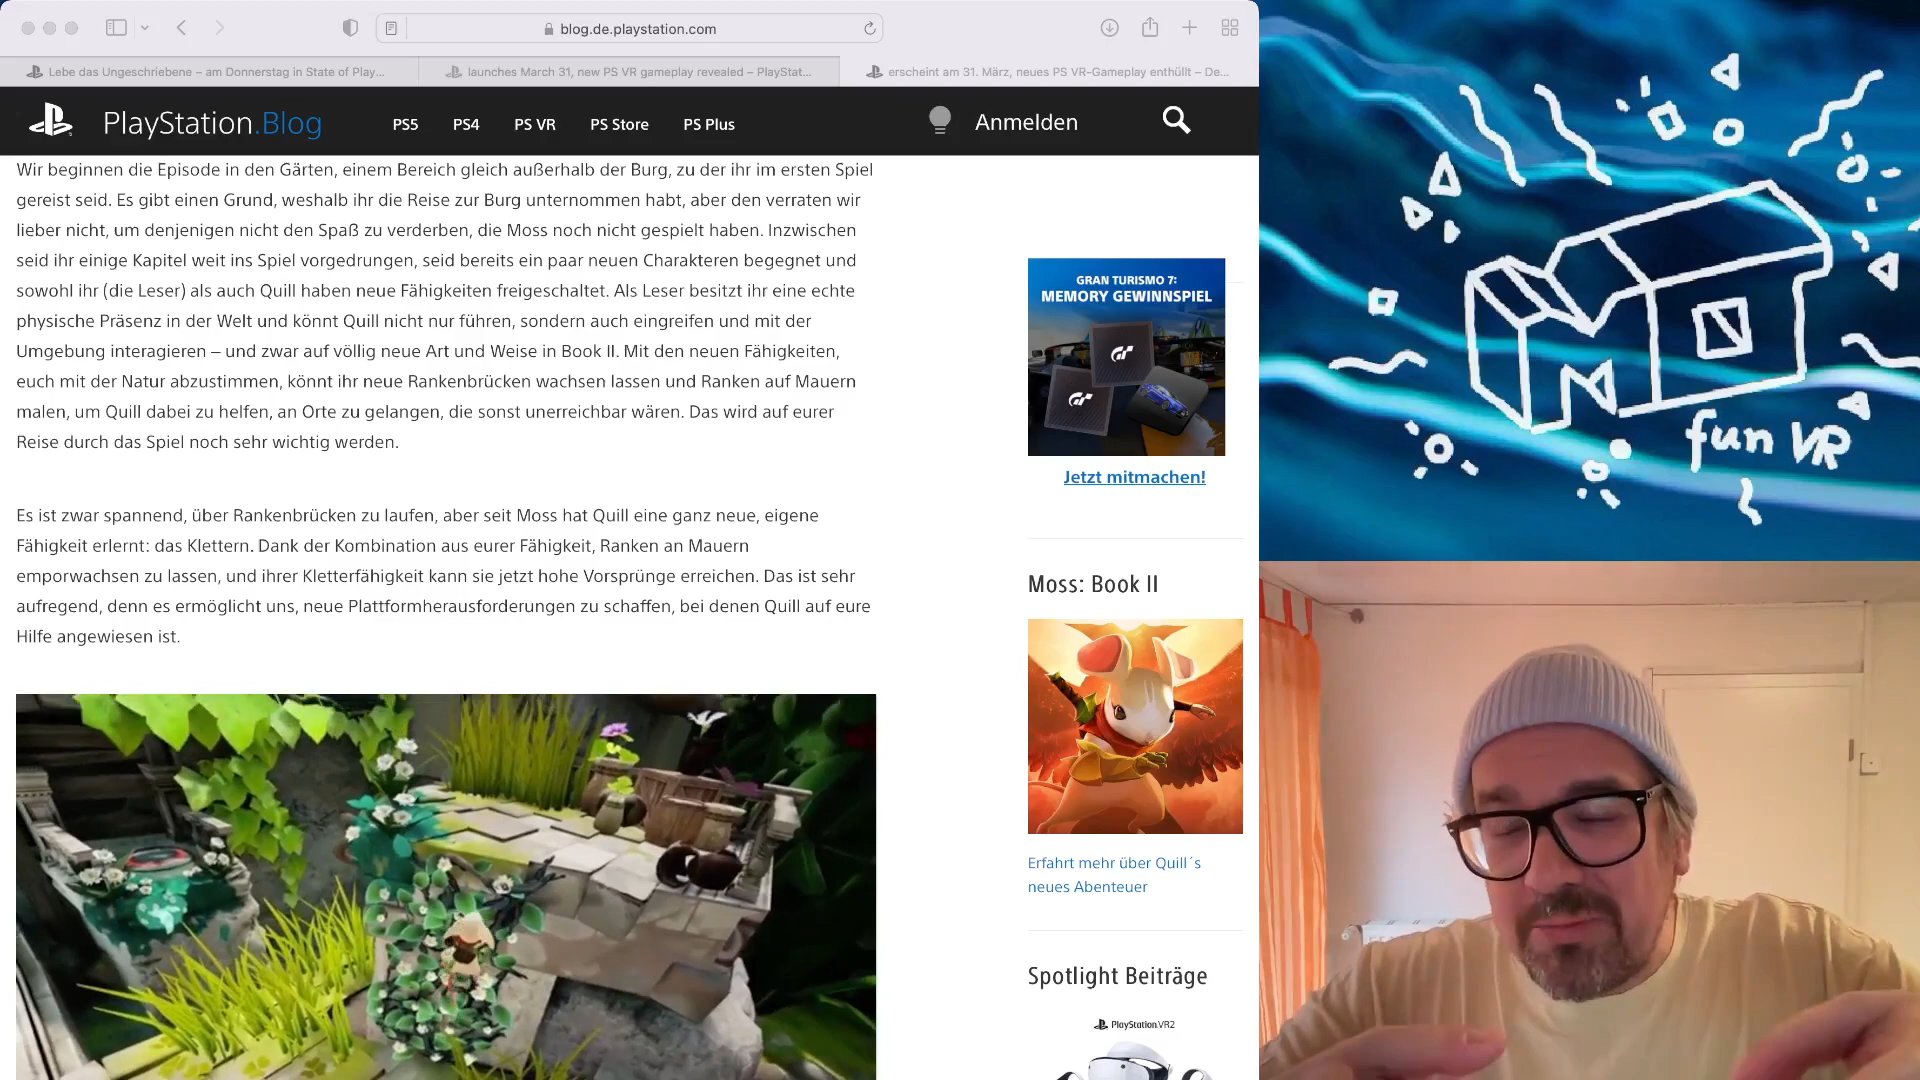 blog.de.playstation.com
Lebe das Ungeschriebene – am Donnerstag in State of Play...
launches March 31, new PS VR gameplay revealed – PlayStat...
erscheint am 31. März, neues PS VR-Gameplay enthüllt – De...
PlayStation.Blog
PS5
PS4
PS VR
PS Store
PS Plus
Anmelden
Wir beginnen die Episode in den Gärten, einem Bereich gleich außerhalb der Burg, zu der ihr im ersten Spiel
gereist seid. Es gibt einen Grund, weshalb ihr die Reise zur Burg unternommen habt, aber den verraten wir
lieber nicht, um denjenigen nicht den Spaß zu verderben, die Moss noch nicht gespielt haben. Inzwischen
seid ihr einige Kapitel weit ins Spiel vorgedrungen, seid bereits ein paar neuen Charakteren begegnet und
sowohl ihr (die Leser) als auch Quill haben neue Fähigkeiten freigeschaltet. Als Leser besitzt ihr eine echte
physische Präsenz in der Welt und könnt Quill nicht nur führen, sondern auch eingreifen und mit der
Umgebung interagieren – und zwar auf völlig neue Art und Weise in Book II. Mit den neuen Fähigkeiten,
euch mit der Natur abzustimmen, könnt ihr neue Rankenbrücken wachsen lassen und Ranken auf Mauern
malen, um Quill dabei zu helfen, an Orte zu gelangen, die sonst unerreichbar wären. Das wird auf eurer
Reise durch das Spiel noch sehr wichtig werden.
Es ist zwar spannend, über Rankenbrücken zu laufen, aber seit Moss hat Quill eine ganz neue, eigene
Fähigkeit erlernt: das Klettern. Dank der Kombination aus eurer Fähigkeit, Ranken an Mauern
emporwachsen zu lassen, und ihrer Kletterfähigkeit kann sie jetzt hohe Vorsprünge erreichen. Das ist sehr
aufregend, denn es ermöglicht uns, neue Plattformherausforderungen zu schaffen, bei denen Quill auf eure
Hilfe angewiesen ist.
GRAN TURISMO 7:
MEMORY GEWINNSPIEL
GT
GT
Jetzt mitmachen!
Moss: Book II
Erfahrt mehr über Quill´s
neues Abenteuer
Spotlight Beiträge
PlayStation.VR2
fun VR